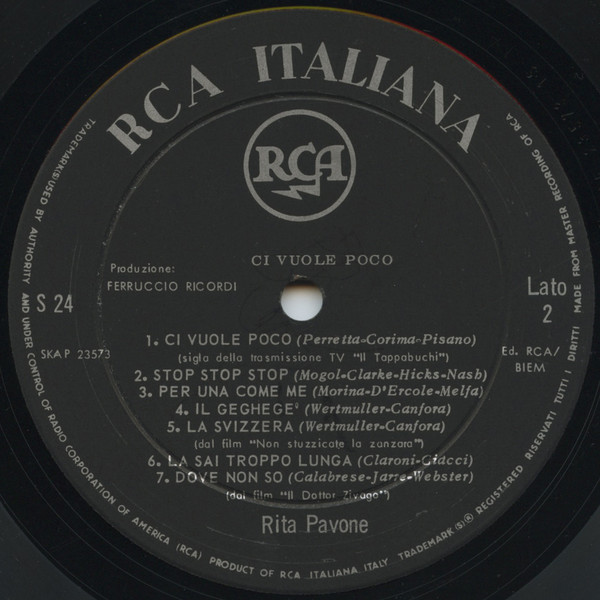 RCA ITALIANA
RCA
CI VUOLE POCO
Produzione:
FERRUCCIO RICORDI
S 24
Lato
2
SKAP 23573
Ed. RCA/
BIEM
1. CI VUOLE POCO (Perretta-Corima-Pisano)
(sigla della trasmissione TV "Il Tappabuchi")
2. STOP STOP STOP (Mogol-Clarke-Hicks-Nash)
3. PER UNA COME ME (Morina-D'Ercole-Melfa)
4. IL GEGHEGE' (Wertmuller-Canfora)
5. LA SVIZZERA (Wertmuller-Canfora)
(dal film "Non stuzzicate la zanzara")
6. LA SAI TROPPO LUNGA (Claroni-Ciacci)
7. DOVE NON SO (Calabrese-Jarre-Webster)
(dal film "Il Dottor Zivago")
Rita Pavone
TRADEMARK(S) USED BY AUTHORITY AND UNDER CONTROL OF RADIO CORPORATION OF AMERICA (RCA) PRODUCT OF RCA ITALIANA ITALY TRADEMARK (S) ® REGISTERED RISERVATI TUTTI I DIRITTI MADE FROM MASTER RECORDING OF RCA